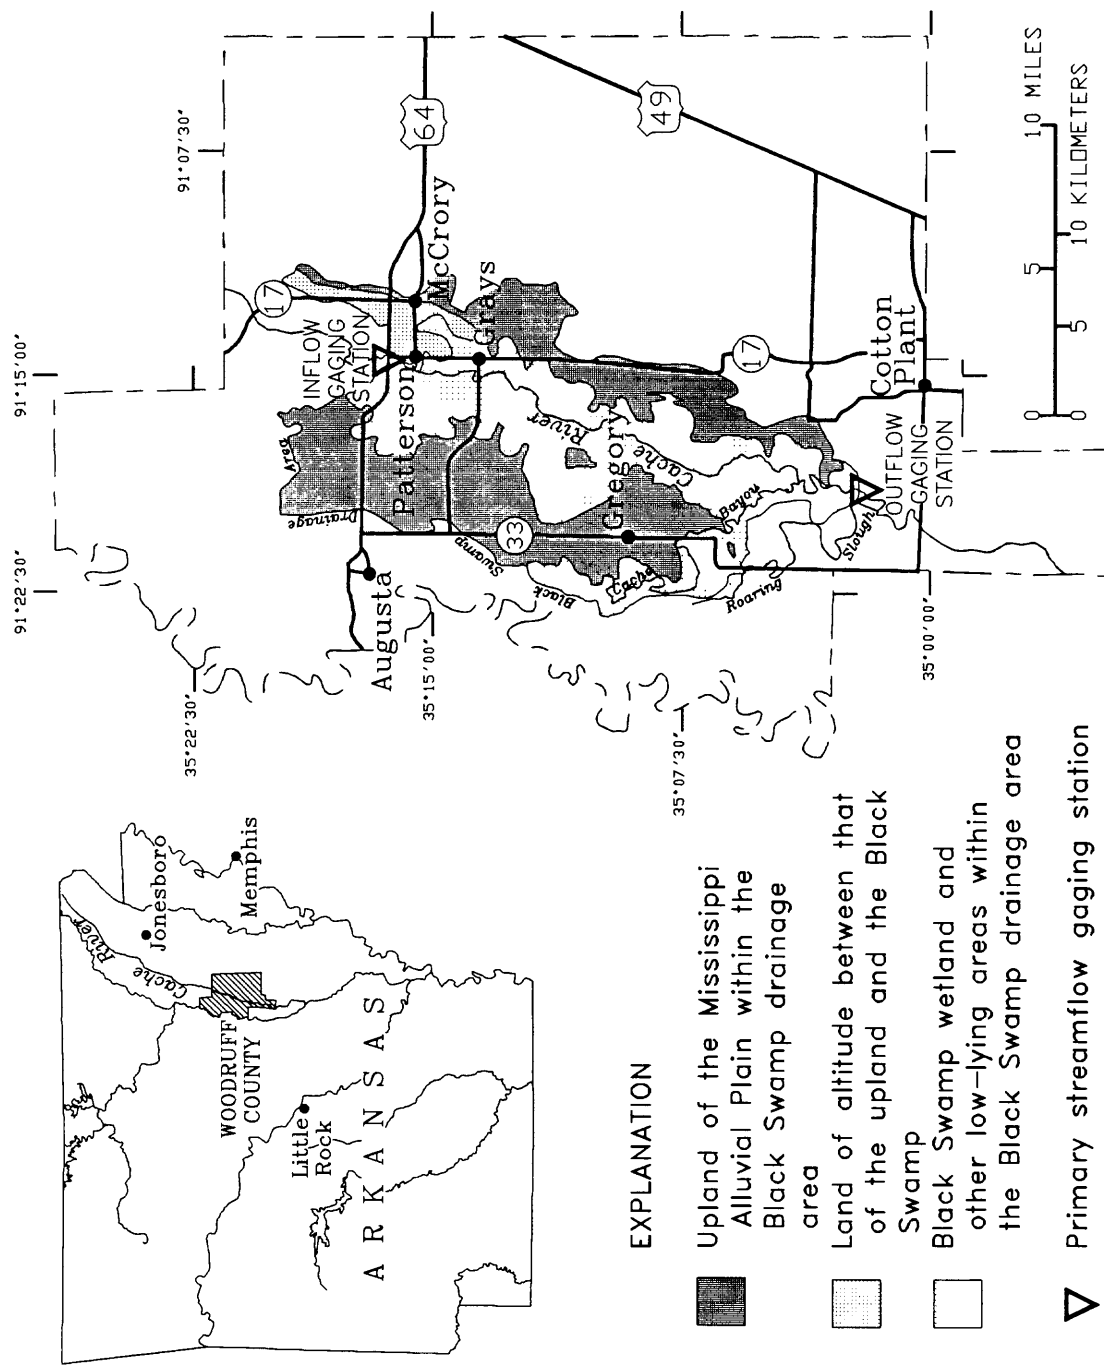 Cache River
Jonesboro
Memphis
WOODRUFF
COUNTY
Little
Rock
ARKANSAS
91°22'30"
91°15'00"
91°07'30"
35°22'30"
35°15'00"
35°07'30"
35°00'00"
17
INFLOW
GAGING
STATION
Drainage Area
64
Augusta
Patterson
McCrory
Grays
33
Black Swamp
49
Cache River
Gregory
Cache Bayou
Roaring Slough
17
Cotton
Plant
OUTFLOW
GAGING
STATION
0 5 10 MILES
0 5 10 KILOMETERS
EXPLANATION
Upland of the Mississippi
Alluvial Plain within the
Black Swamp drainage
area
Land of altitude between that
of the upland and the Black
Swamp
Black Swamp wetland and
other low-lying areas within
the Black Swamp drainage area
Primary streamflow gaging station